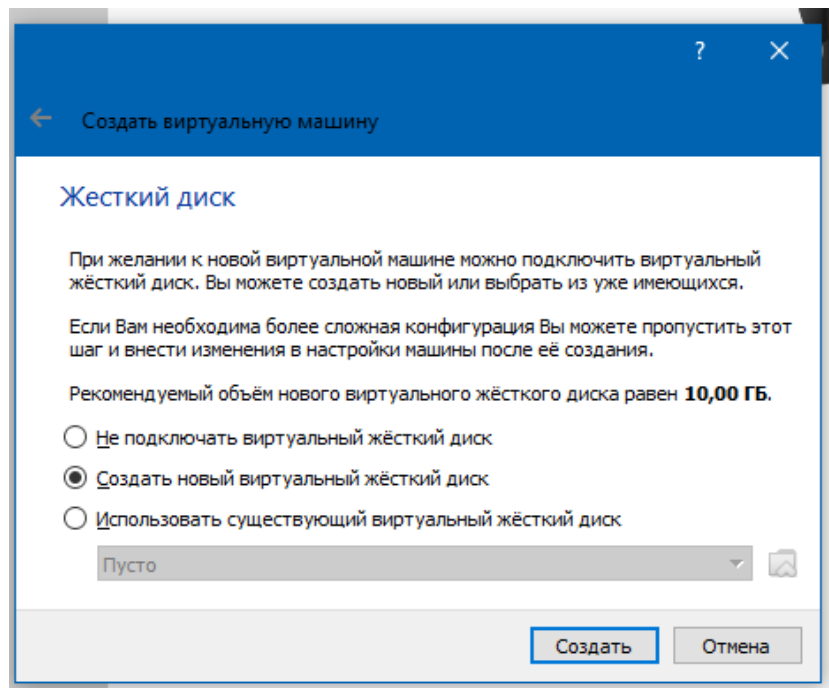 ?
Создать виртуальную машину
Жесткий диск
При желании к новой виртуальной машине можно подключить виртуальный
жёсткий диск. Вы можете создать новый или выбрать из уже имеющихся.
Если Вам необходима более сложная конфигурация Вы можете пропустить этот
шаг и внести изменения в настройки машины после её создания.
Рекомендуемый объём нового виртуального жёсткого диска равен 10,00 ГБ.
Не подключать виртуальный жёсткий диск
Создать новый виртуальный жёсткий диск
Использовать существующий виртуальный жёсткий диск
Пусто
Создать Отмена